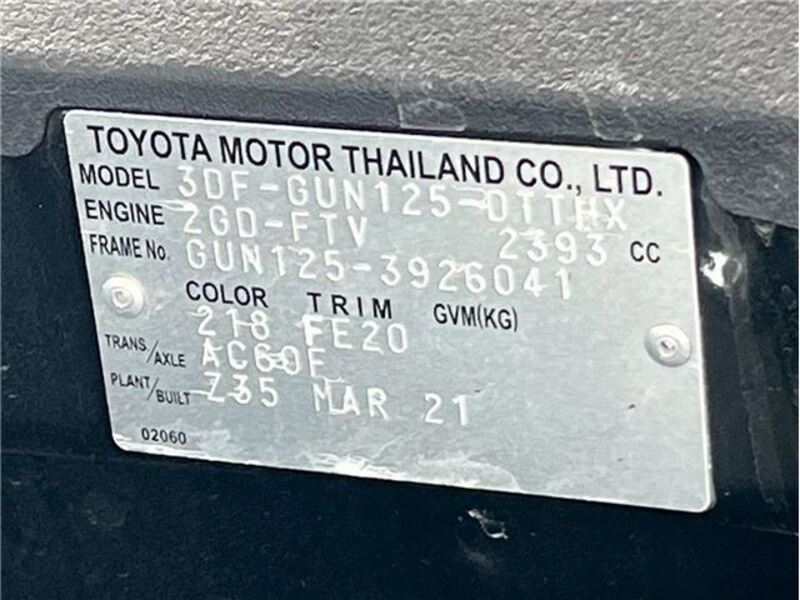 TOYOTA MOTOR THAILAND CO., LTD.
MODEL 3DF-GUN125-DTTHX
ENGINE 2GD-FTV 2393 CC
FRAME No. GUN125-3926041
COLOR TRIM GVM(KG)
218 FE20
TRANS/AXLE AC60F
PLANT/BUILT Z35 MAR 21
02060